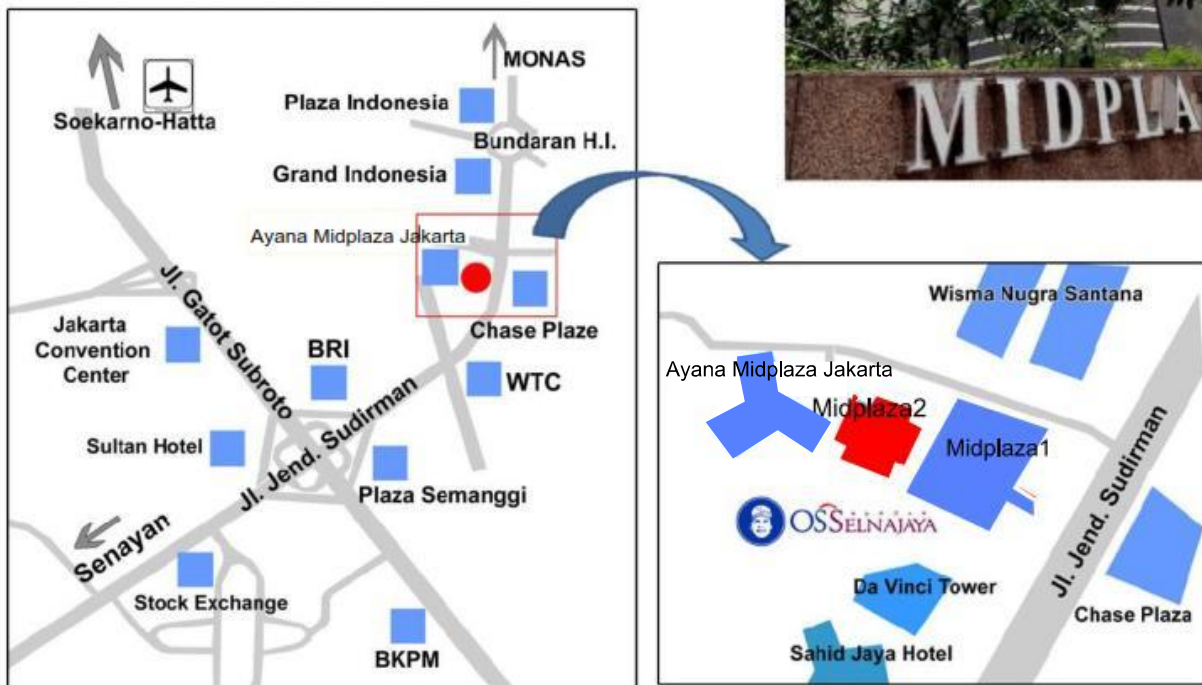 MONAS
Plaza Indonesia
Soekarno-Hatta
Bundaran H.I.
Grand Indonesia
Ayana Midplaza Jakarta
Jl. Gatot Subroto
Chase Plaze
Jakarta
Convention
Center
BRI
WTC
Jl. Jend. Sudirman
Sultan Hotel
Plaza Semanggi
Senayan
Stock Exchange
BKPM
MIDPLA
Wisma Nugra Santana
Ayana Midplaza Jakarta
Midplaza2
Midplaza1
Jl. Jend. Sudirman
OSSELNAJAYA
Da Vinci Tower
Chase Plaza
Sahid Jaya Hotel